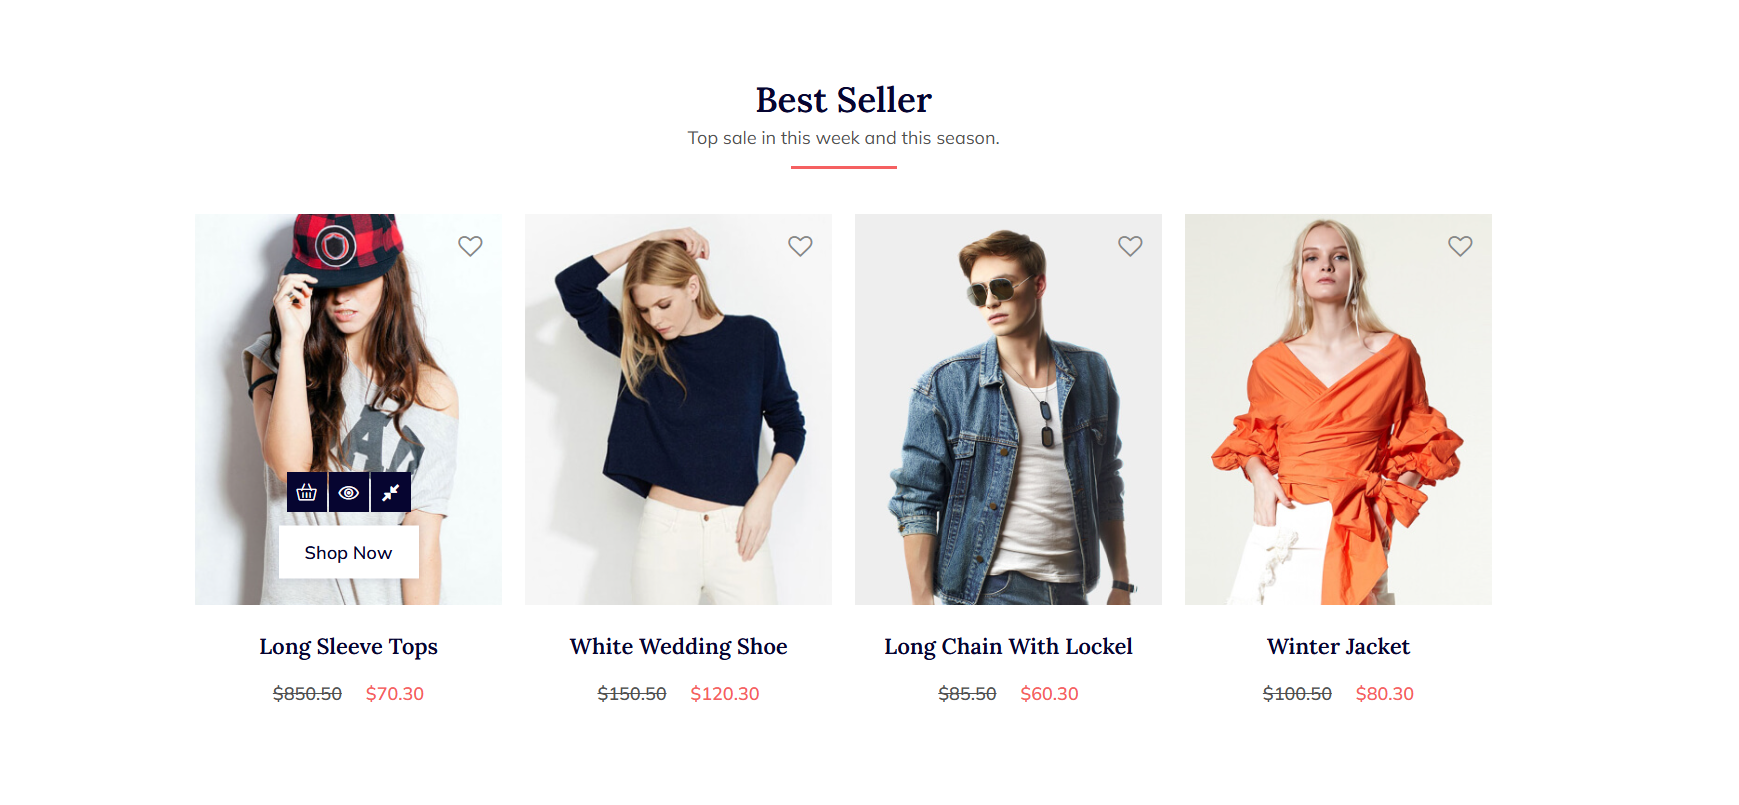 Best Seller
Top sale in this week and this season.
Shop Now
Long Sleeve Tops
$850.50 $70.30
White Wedding Shoe
$150.50 $120.30
Long Chain With Lockel
$85.50 $60.30
Winter Jacket
$100.50 $80.30